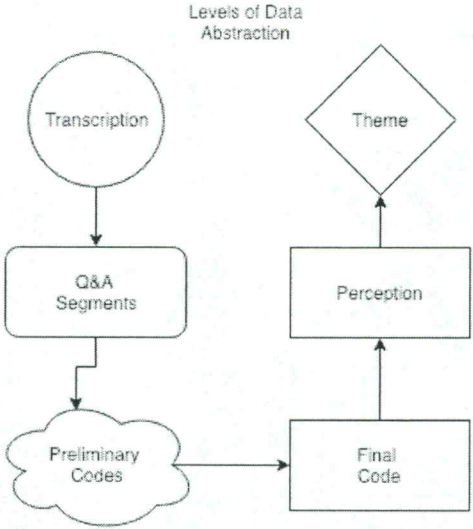 Levels of Data
Abstraction
Transcription
Theme
Q&A
Segments
Perception
Preliminary
Codes
Final
Code